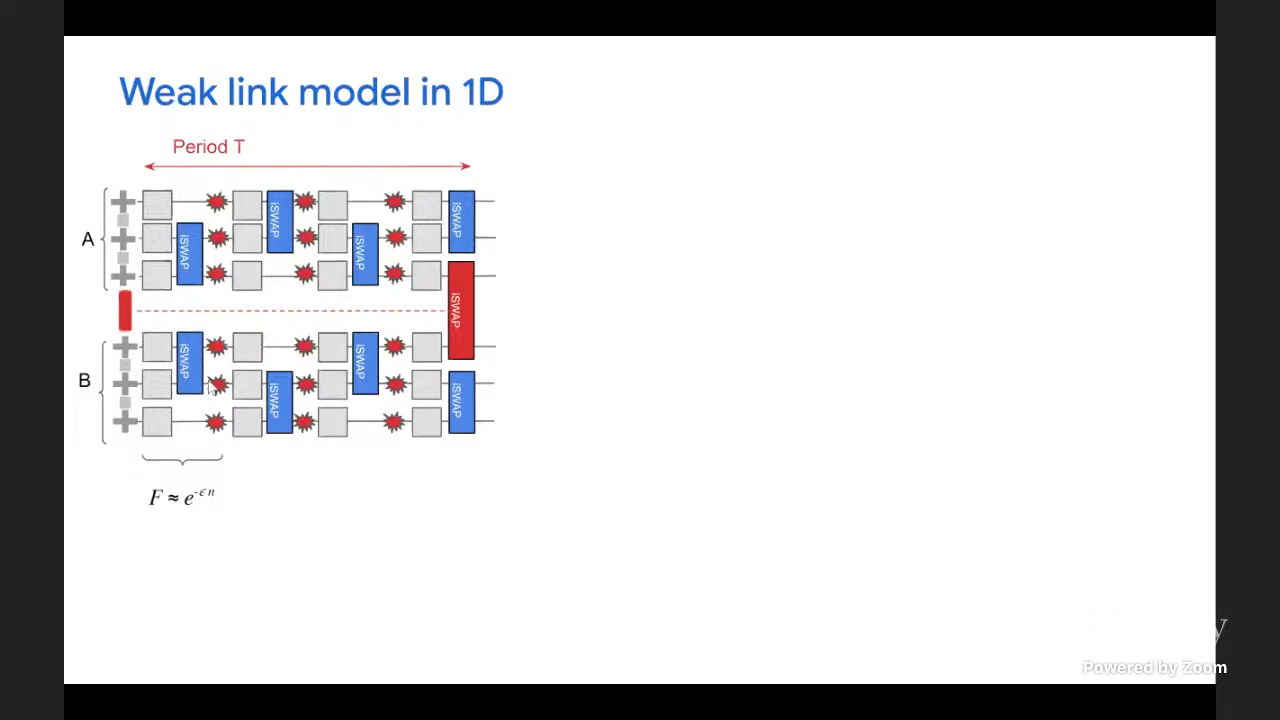 Weak link model in 1D
Period T
A
iSWAP
iSWAP
iSWAP
iSWAP
iSWAP
B
iSWAP
iSWAP
iSWAP
iSWAP
F ≈ e^{-ϵn}
y
Powered by Zoom